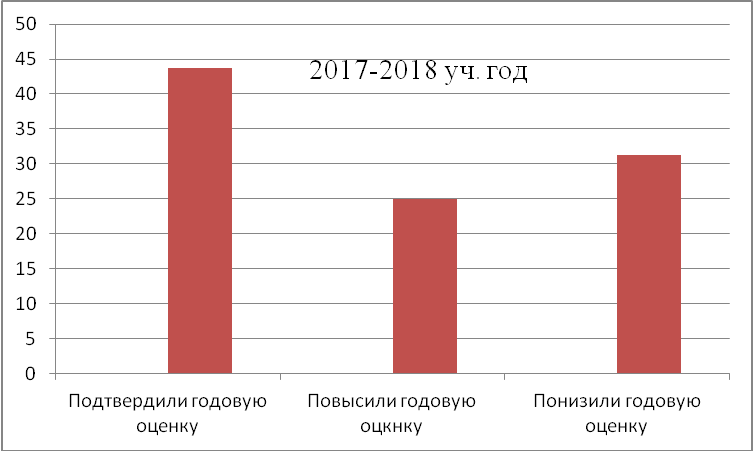 2017-2018 уч. год
50
45
40
35
30
25
20
15
10
5
0
Подтвердили годовую
оценку
Повысили годовую
оцкнку
Понизили годовую
оценку